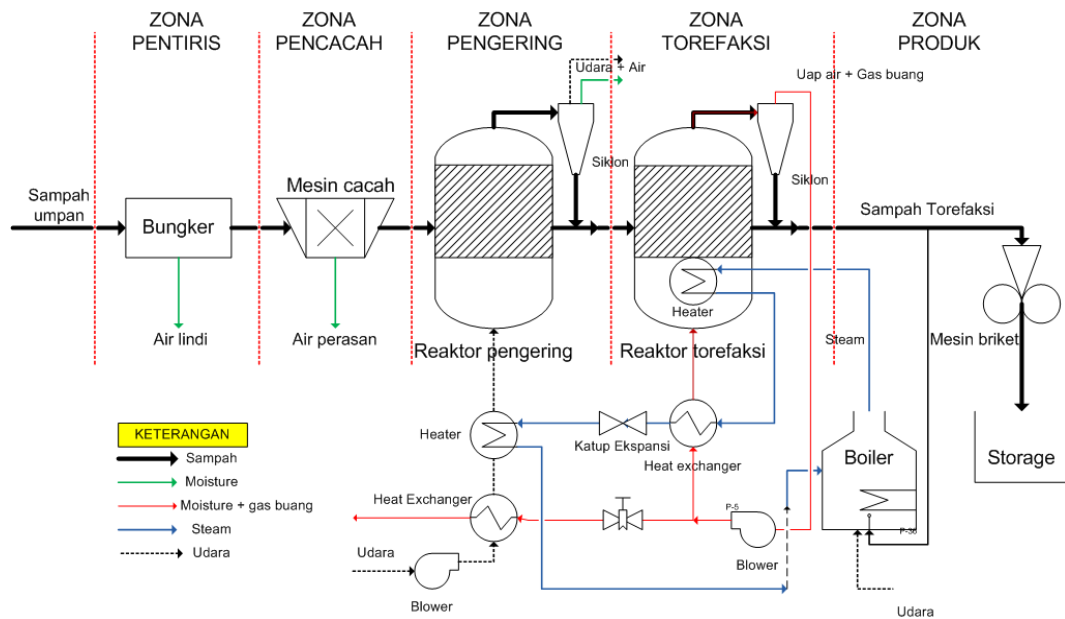 ZONA
PENTIRIS
ZONA
PENCACAH
ZONA
PENGERING
ZONA
TOREFAKSI
ZONA
PRODUK
Udara + Air
Uap air + Gas buang
Siklon
Siklon
Mesin cacah
Sampah
umpan
Bungker
Sampah Torefaksi
Heater
Air lindi
Air perasan
Reaktor pengering
Reaktor torefaksi
Steam
Mesin briket
KETERANGAN
Sampah
Moisture
Moisture + gas buang
Steam
Udara
Heater
Katup Ekspansi
Heat exchanger
Boiler
Storage
Heat Exchanger
P-5
P-36
Blower
Udara
Blower
Udara